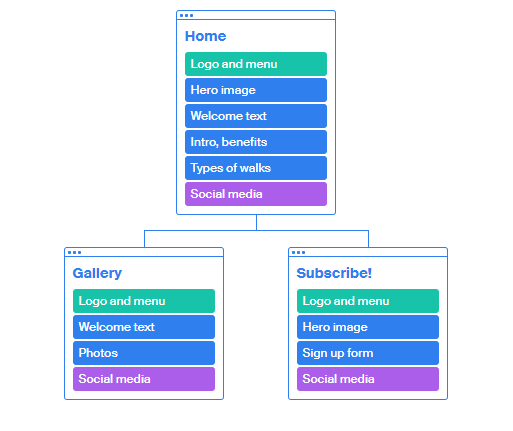 Home
Logo and menu
Hero image
Welcome text
Intro, benefits
Types of walks
Social media
Gallery
Logo and menu
Welcome text
Photos
Social media
Subscribe!
Logo and menu
Hero image
Sign up form
Social media